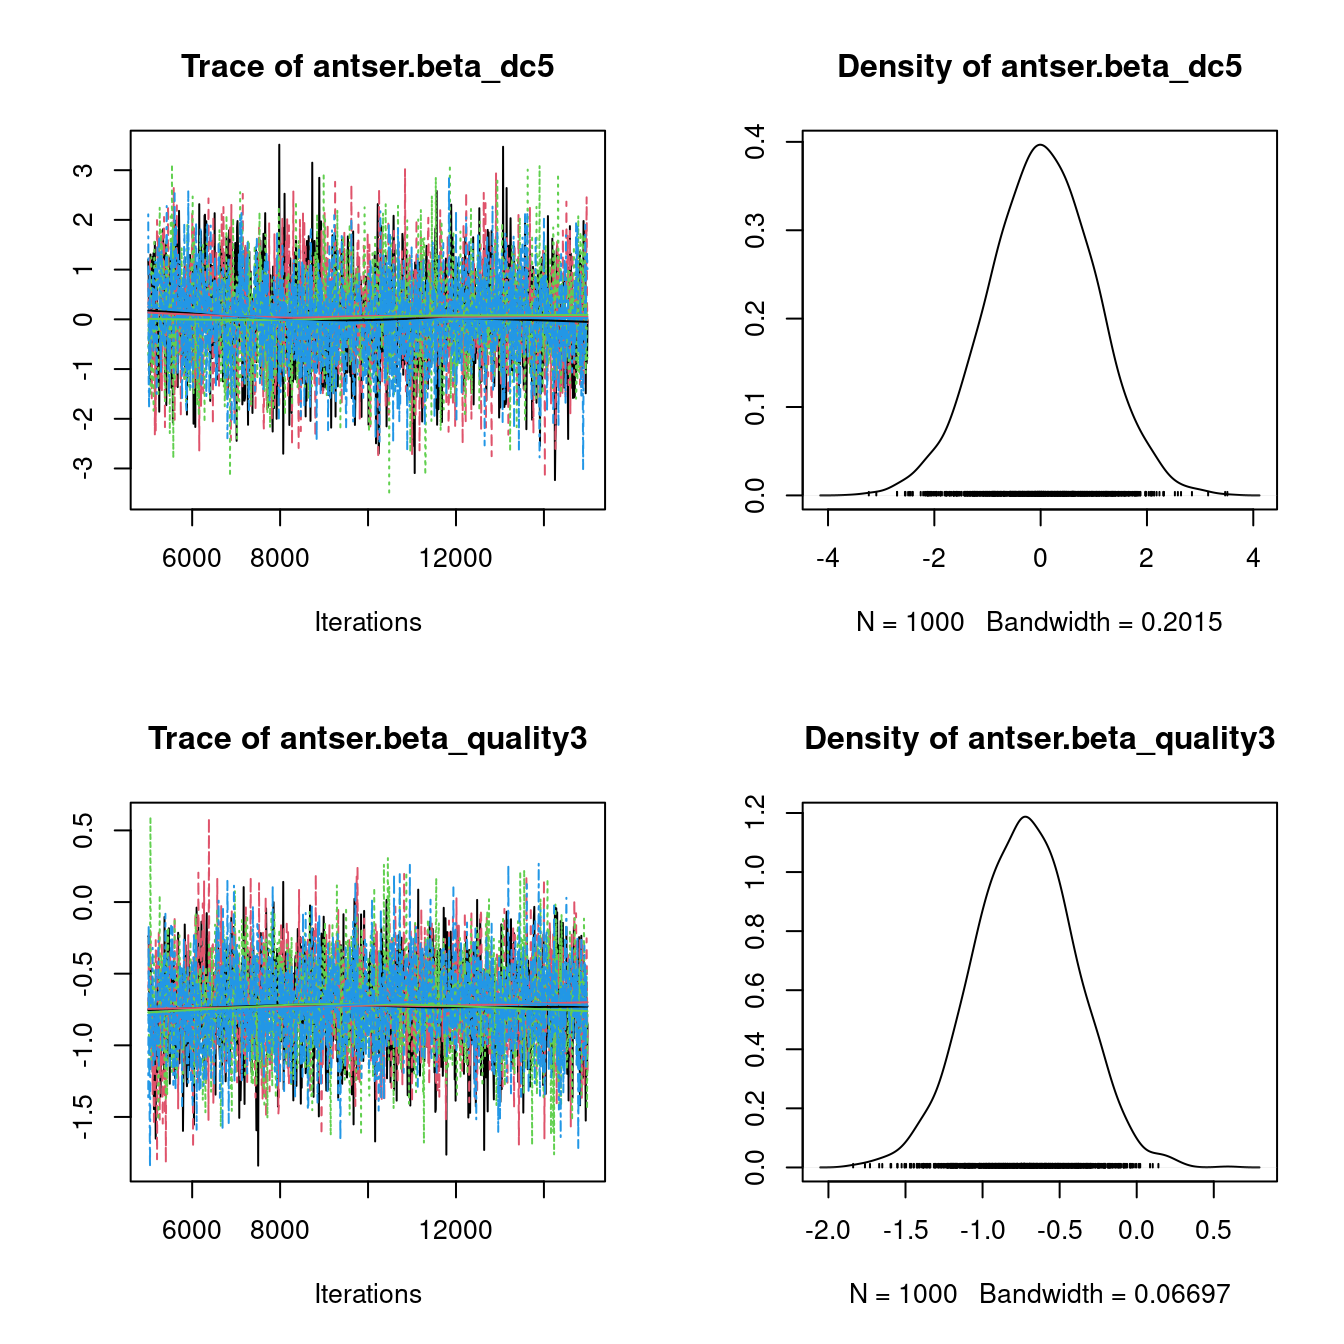 Trace of antser.beta_dc5
3
2
1
0
-1
-2
-3
6000 8000 12000
Iterations
Density of antser.beta_dc5
0.4
0.3
0.2
0.1
0.0
-4 -2 0 2 4
N = 1000 Bandwidth = 0.2015
Trace of antser.beta_quality3
0.5
0.0
-0.5
-1.0
-1.5
6000 8000 12000
Iterations
Density of antser.beta_quality3
1.2
1.0
0.8
0.6
0.4
0.2
0.0
-2.0 -1.5 -1.0 -0.5 0.0 0.5
N = 1000 Bandwidth = 0.06697